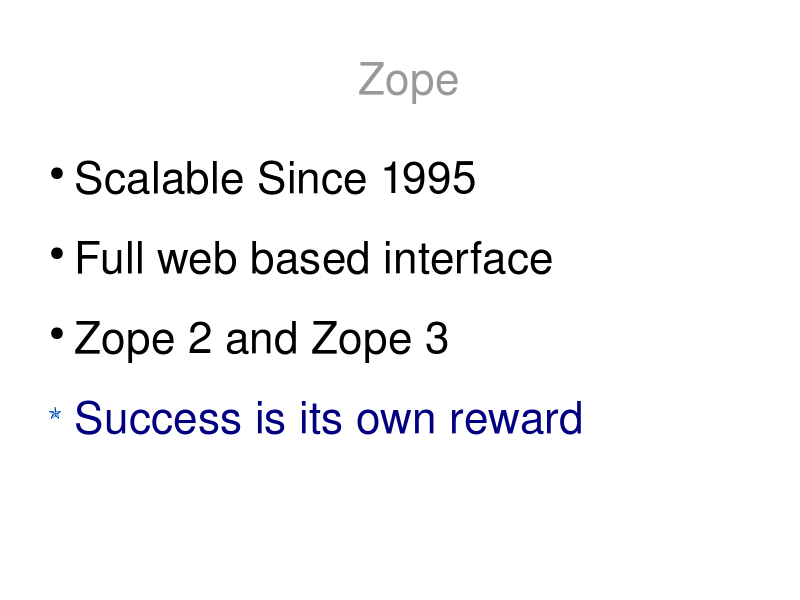 Zope
• Scalable Since 1995
• Full web based interface
• Zope 2 and Zope 3
* Success is its own reward